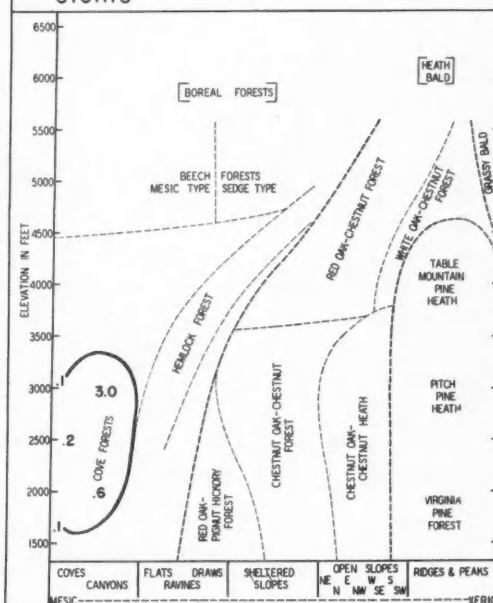 6500
6000
5500
5000
4500
4000
3500
3000
2500
2000
1500
ELEVATION IN FEET
[BOREAL FORESTS]
[HEATH
BALD]
BEECH FORESTS
MESIC TYPE SEDGE TYPE
RED OAK-CHESTNUT FOREST
WHITE OAK-CHESTNUT
FOREST
GRASSY BALD
TABLE
MOUNTAIN
PINE
HEATH
HEMLOCK FOREST
.1
3.0
.2
COVE FORESTS
.6
.1
PITCH
PINE
HEATH
CHESTNUT OAK-CHESTNUT
FOREST
CHESTNUT OAK-
CHESTNUT HEATH
RED OAK-
PIGNUT HICKORY
FOREST
VIRGINIA
PINE
FOREST
COVES
CANYONS
FLATS DRAWS
RAVINES
SHELTERED
SLOPES
OPEN SLOPES
NE E W S
N NW SE SW
RIDGES & PEAKS
MESIC
XERIC